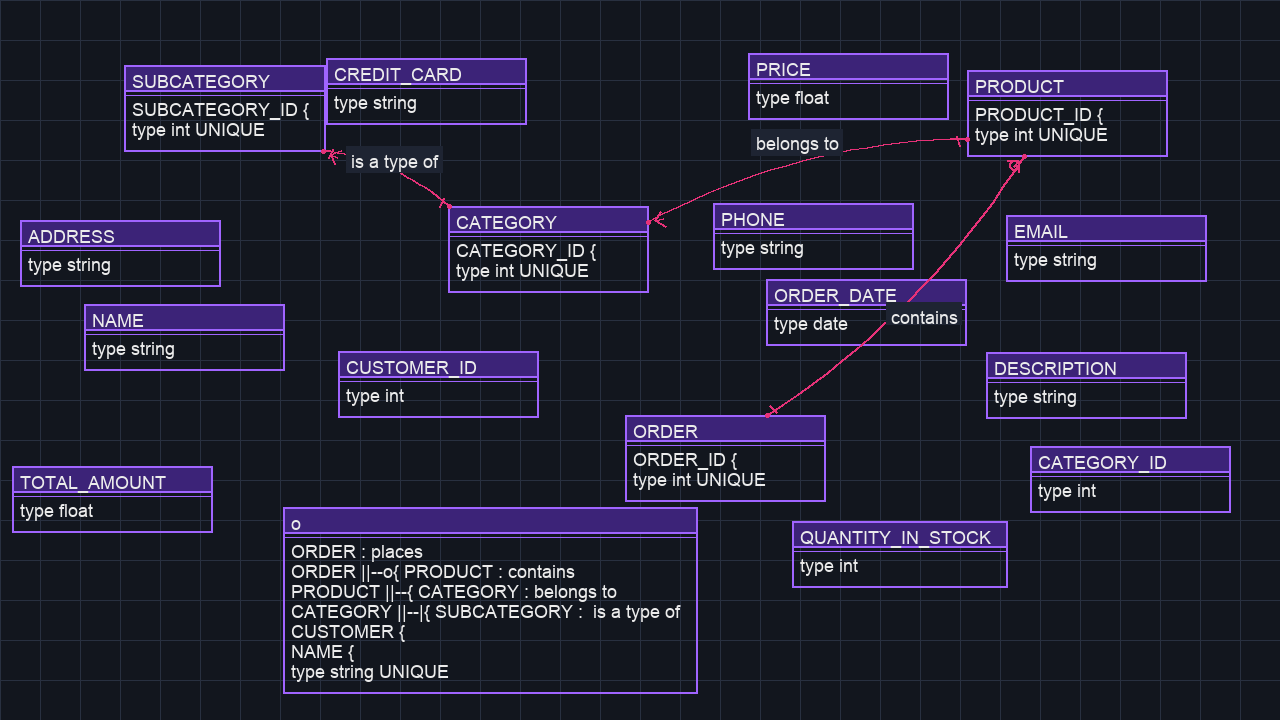 SUBCATEGORY
SUBCATEGORY_ID {
type int UNIQUE
CREDIT_CARD
type string
PRICE
type float
PRODUCT
PRODUCT_ID {
type int UNIQUE
belongs to
is a type of
CATEGORY
CATEGORY_ID {
type int UNIQUE
PHONE
type string
EMAIL
type string
ADDRESS
type string
ORDER_DATE
type date
contains
NAME
type string
CUSTOMER_ID
type int
DESCRIPTION
type string
ORDER
ORDER_ID {
type int UNIQUE
CATEGORY_ID
type int
TOTAL_AMOUNT
type float
o
ORDER : places
ORDER ||--o{ PRODUCT : contains
PRODUCT ||--{ CATEGORY : belongs to
CATEGORY ||--|{ SUBCATEGORY :  is a type of
CUSTOMER {
NAME {
type string UNIQUE
QUANTITY_IN_STOCK
type int